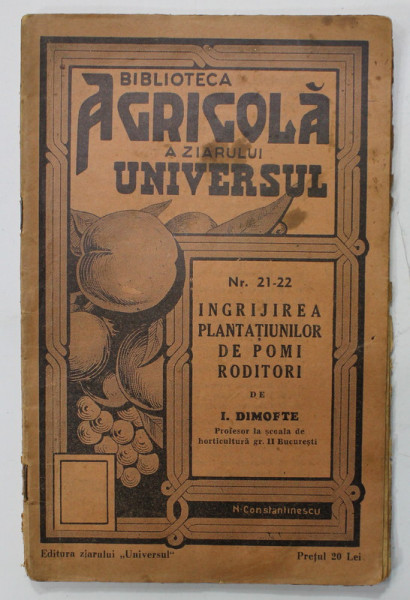 BIBLIOTECA
AGRICOLĂ
A ZIARULUI
UNIVERSUL
Nr. 21-22
INGRIJIREA
PLANTAȚIUNILOR
DE POMI
RODITORI
DE
I. DIMOFTE
Profesor la școala de
horticultură gr. II București
N. Constantinescu
Editura ziarului „Universul"
Prețul 20 Lei